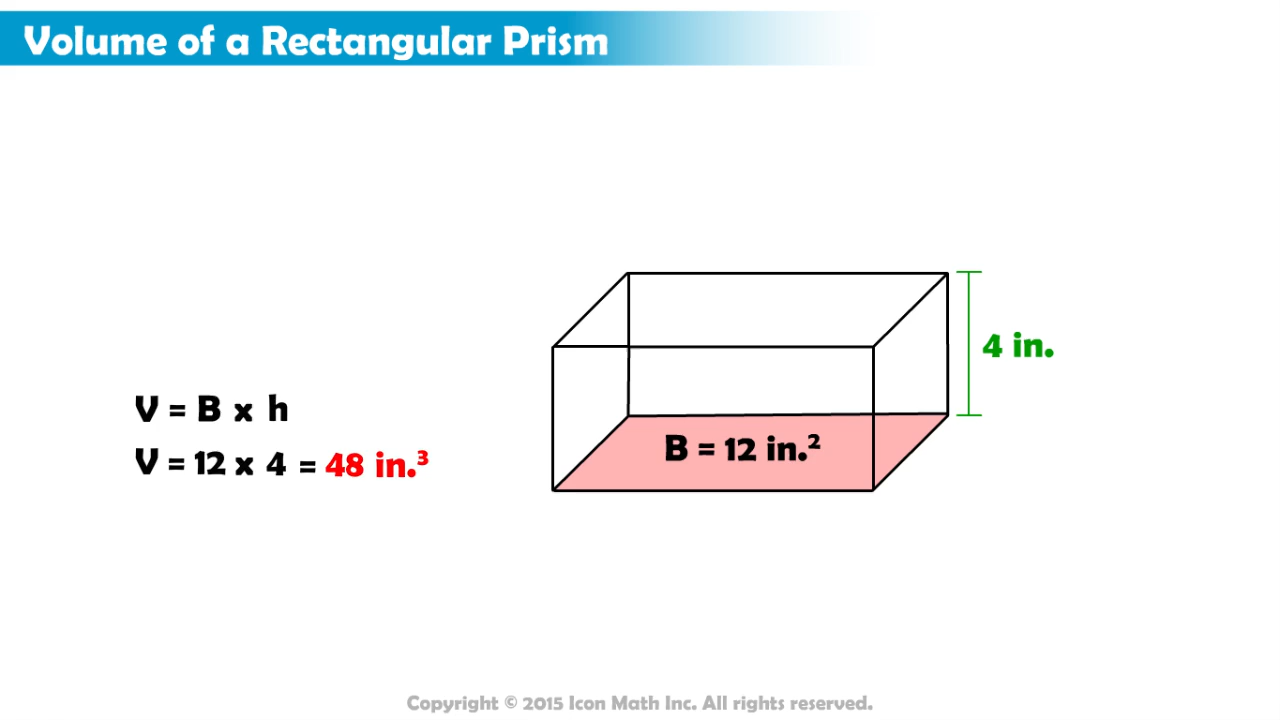 Volume of a Rectangular Prism
4 in.
V = B x h
B = 12 in.²
V = 12 x 4 = 48 in.³
Copyright © 2015 Icon Math Inc. All rights reserved.